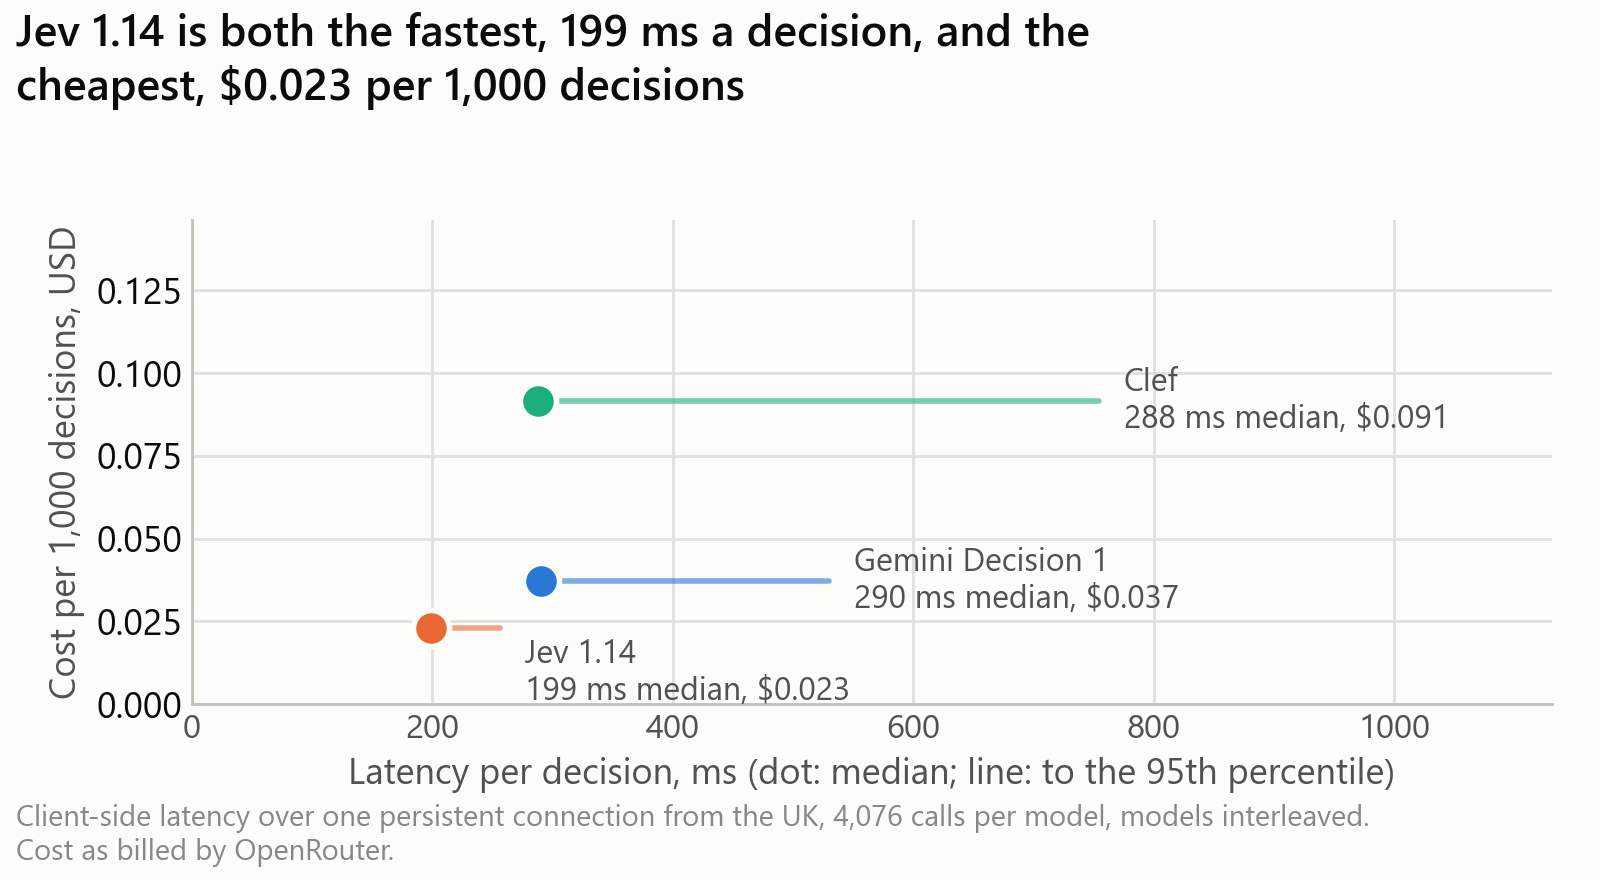 Jev 1.14 is both the fastest, 199 ms a decision, and the
cheapest, $0.023 per 1,000 decisions
Cost per 1,000 decisions, USD
0.125
0.100
0.075
0.050
0.025
0.000
Clef
288 ms median, $0.091
Gemini Decision 1
290 ms median, $0.037
Jev 1.14
199 ms median, $0.023
0 200 400 600 800 1000
Latency per decision, ms (dot: median; line: to the 95th percentile)
Client-side latency over one persistent connection from the UK, 4,076 calls per model, models interleaved.
Cost as billed by OpenRouter.